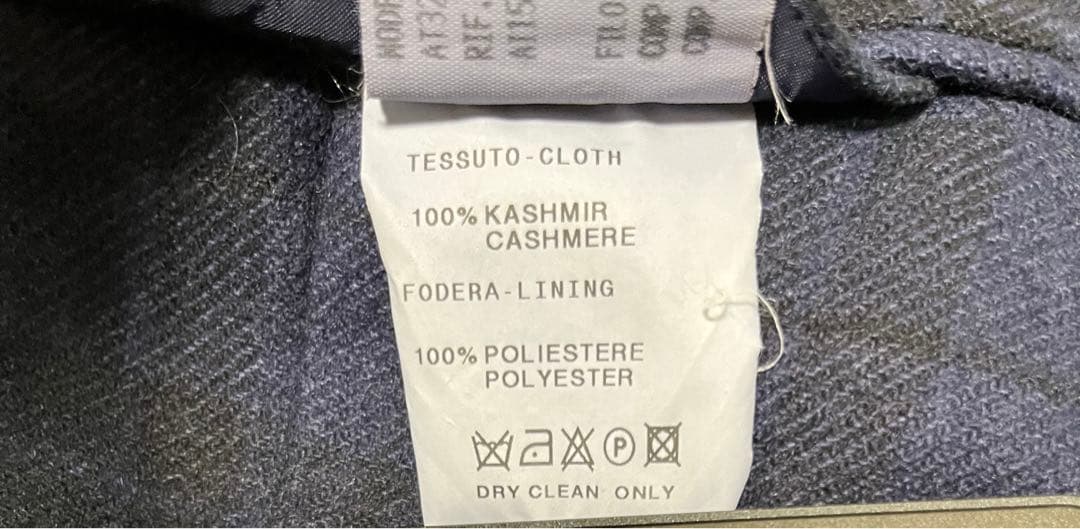 TESSUTO-CLOTH
100% KASHMIR
CASHMERE
FODERA-LINING
100% POLIESTERE
POLYESTER
P
DRY CLEAN ONLY